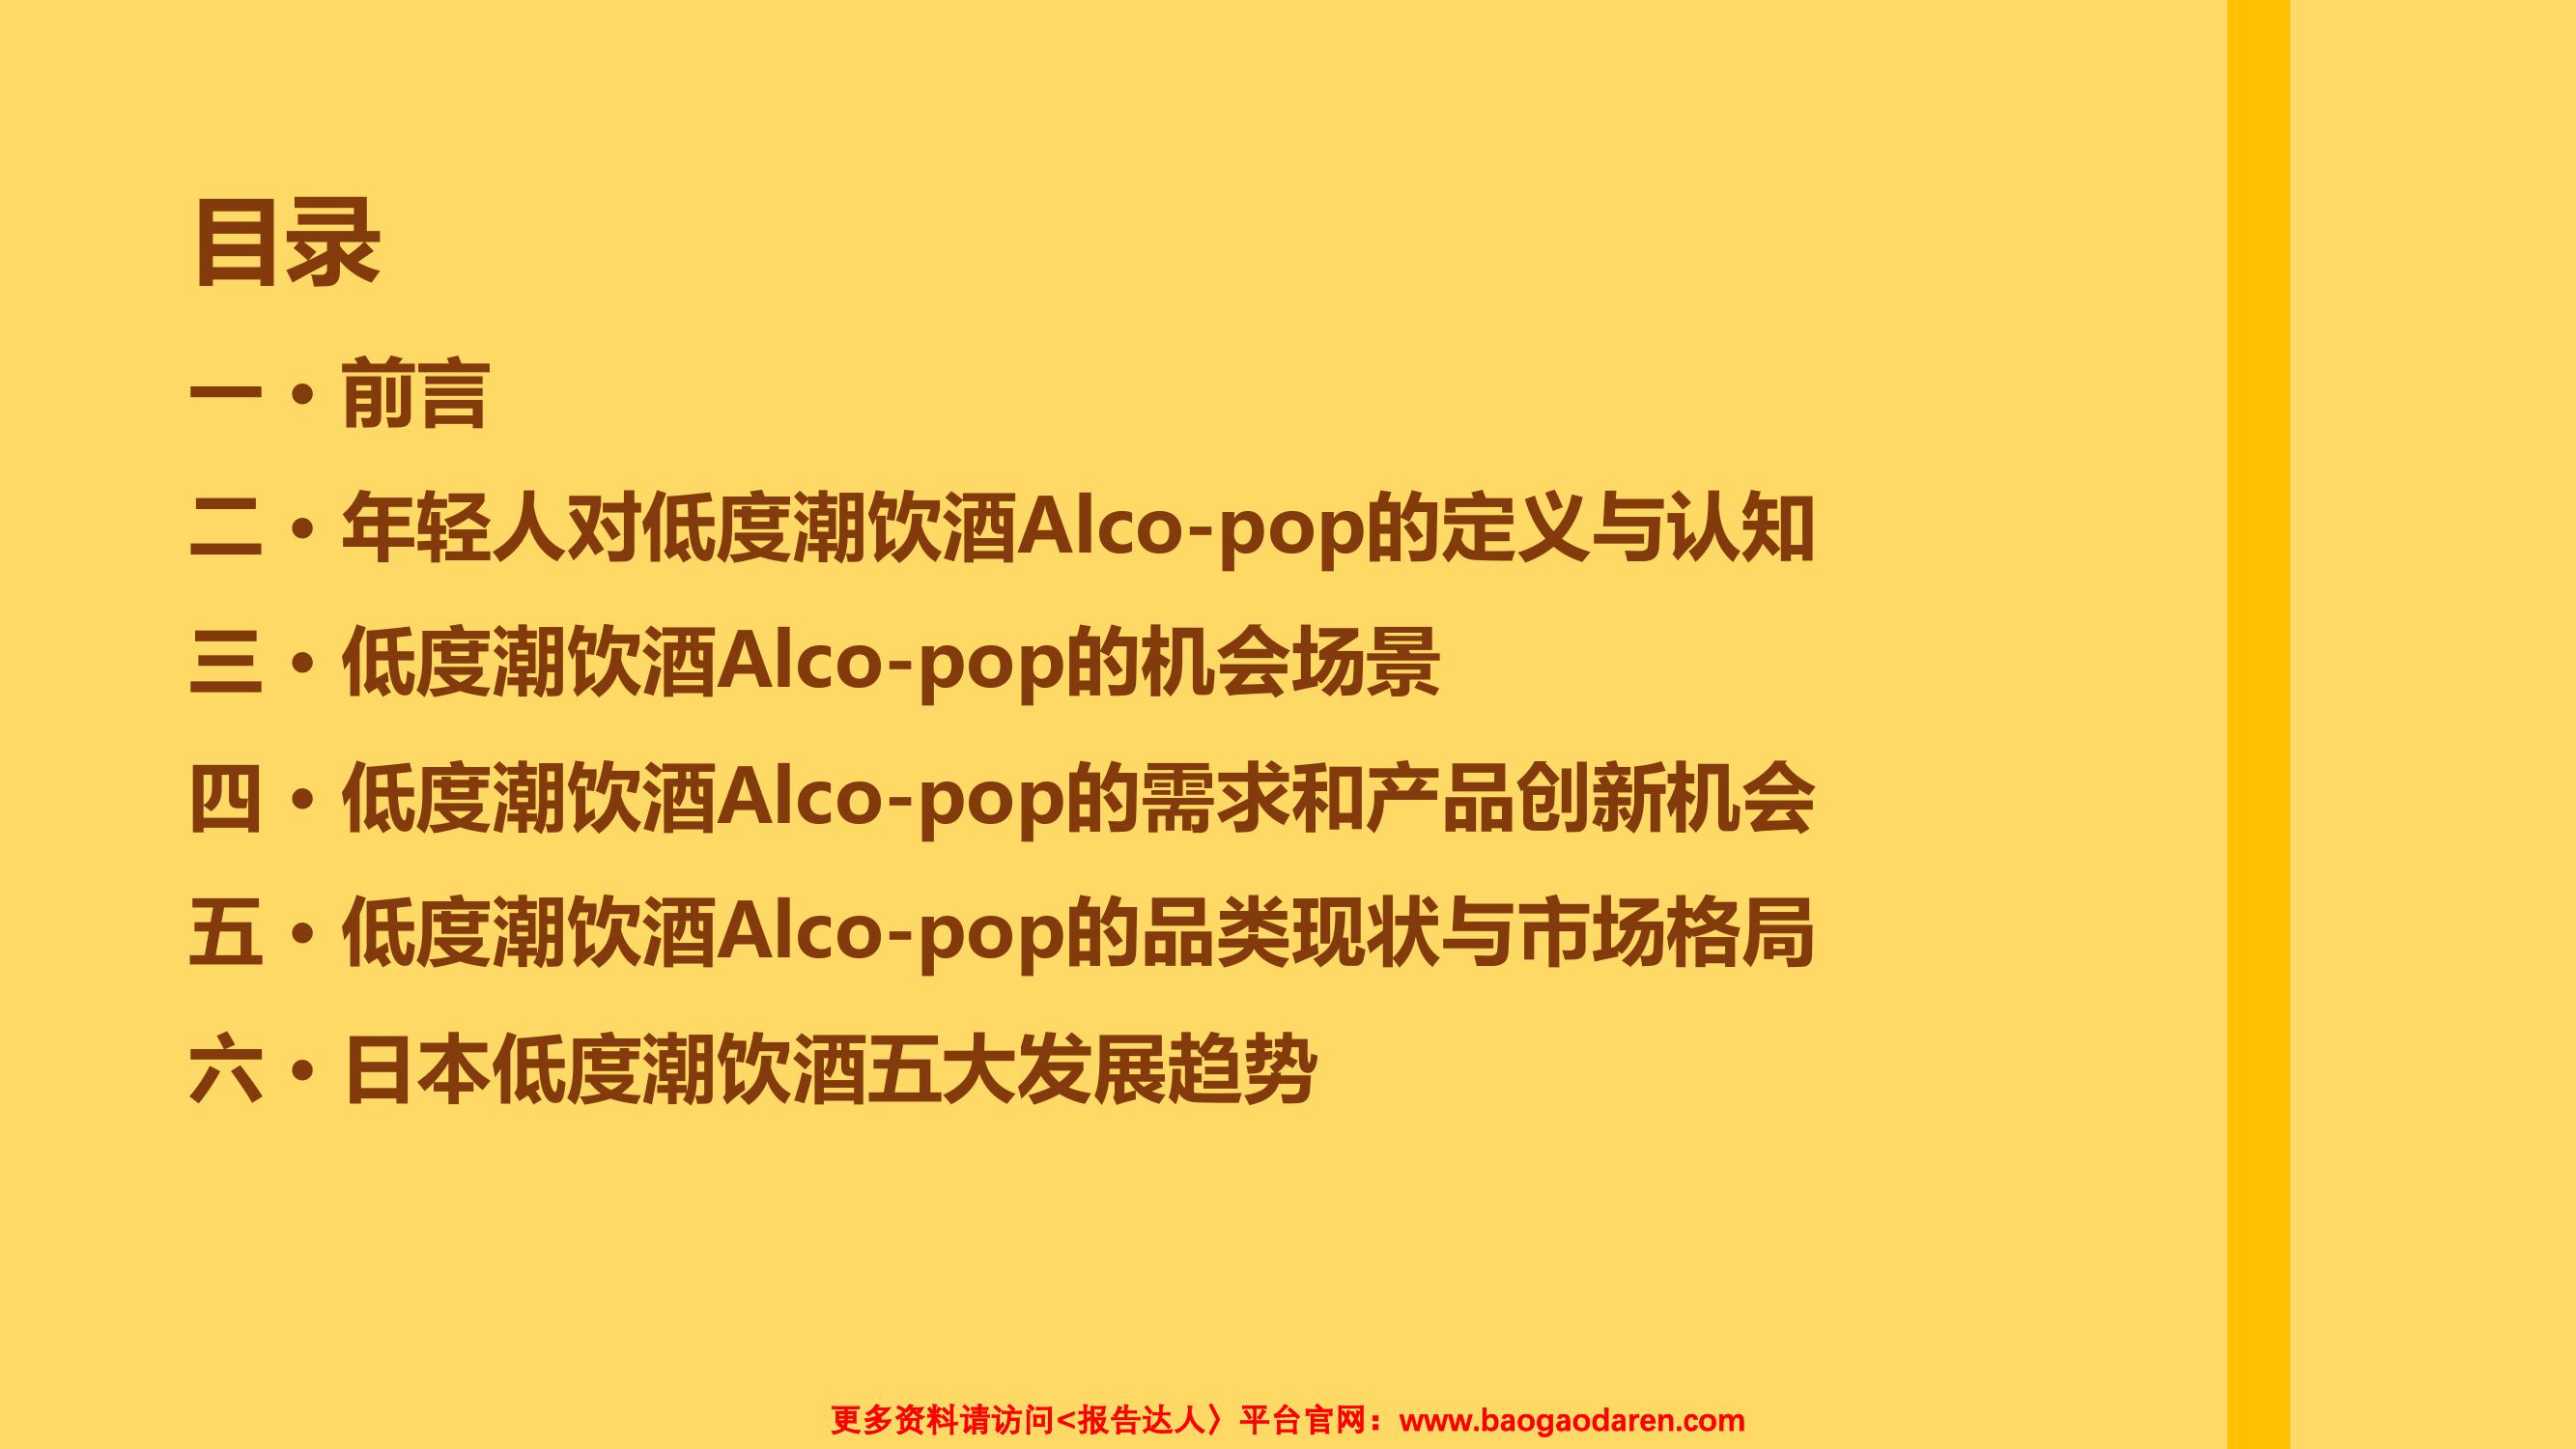 目录
一·前言
二·年轻人对低度潮饮酒Alco-pop的定义与认知
三·低度潮饮酒Alco-pop的机会场景
四·低度潮饮酒Alco-pop的需求和产品创新机会
五·低度潮饮酒Alco-pop的品类现状与市场格局
六·日本低度潮饮酒五大发展趋势
更多资料请访问<报告达人〉平台官网：www.baogaodaren.com